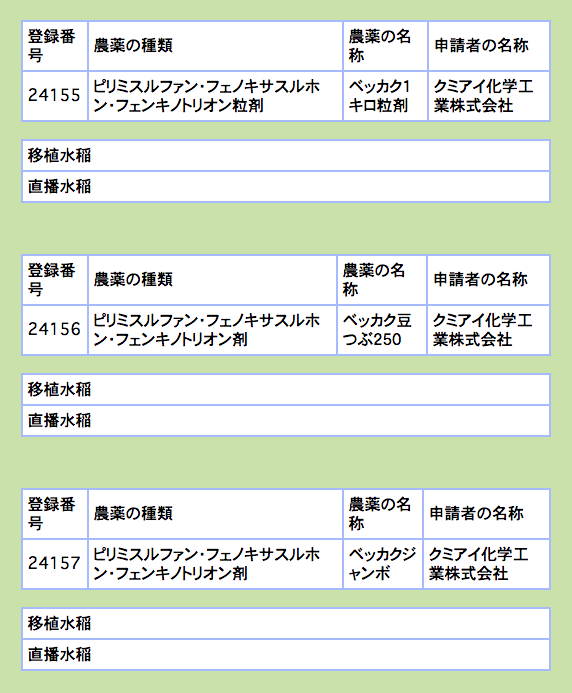 登録番
号
農薬の種類
農薬の名
称
申請者の名称
24155
ピリミスルファン・フェノキサスルホ
ン・フェンキノトリオン粒剤
ベッカク1
キロ粒剤
クミアイ化学工
業株式会社
移植水稲
直播水稲
登録番
号
農薬の種類
農薬の名
称
申請者の名称
24156
ピリミスルファン・フェノキサスルホ
ン・フェンキノトリオン剤
ベッカク豆
つぶ250
クミアイ化学工
業株式会社
移植水稲
直播水稲
登録番
号
農薬の種類
農薬の名
称
申請者の名称
24157
ピリミスルファン・フェノキサスルホ
ン・フェンキノトリオン剤
ベッカクジ
ャンボ
クミアイ化学工
業株式会社
移植水稲
直播水稲